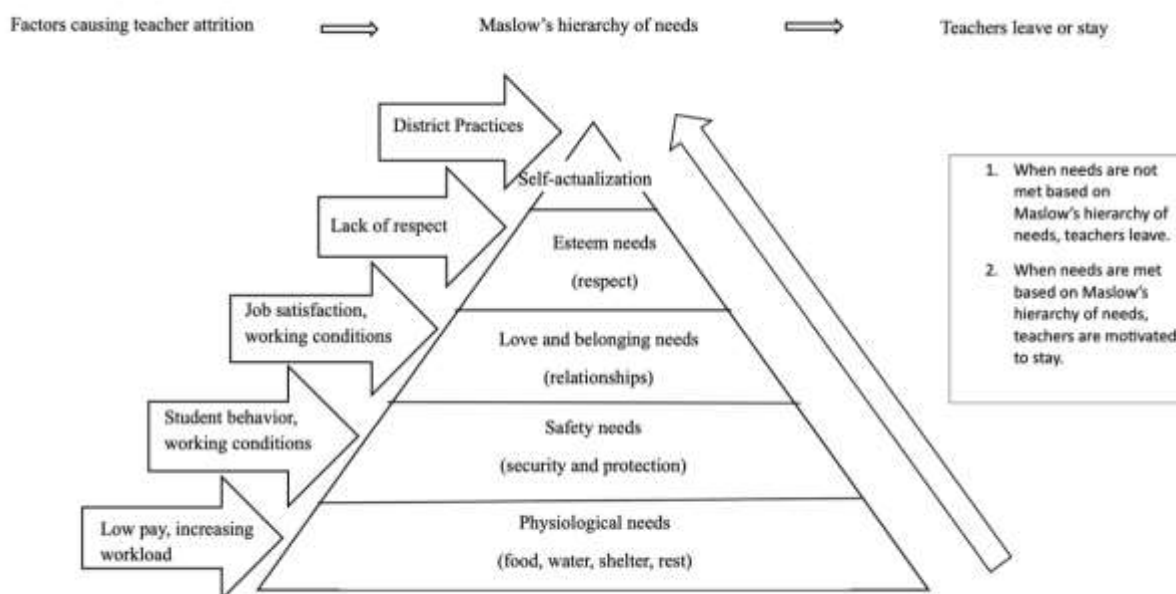 Factors causing teacher attrition
Maslow's hierarchy of needs
Teachers leave or stay
District Practices
Self-actualization
Lack of respect
Esteem needs
(respect)
Job satisfaction,
working conditions
Love and belonging needs
(relationships)
Student behavior,
working conditions
Safety needs
(security and protection)
Low pay, increasing
workload
Physiological needs
(food, water, shelter, rest)
1. When needs are not
met based on
Maslow's hierarchy of
needs, teachers leave.
2. When needs are met
based on Maslow's
hierarchy of needs,
teachers are motivated
to stay.